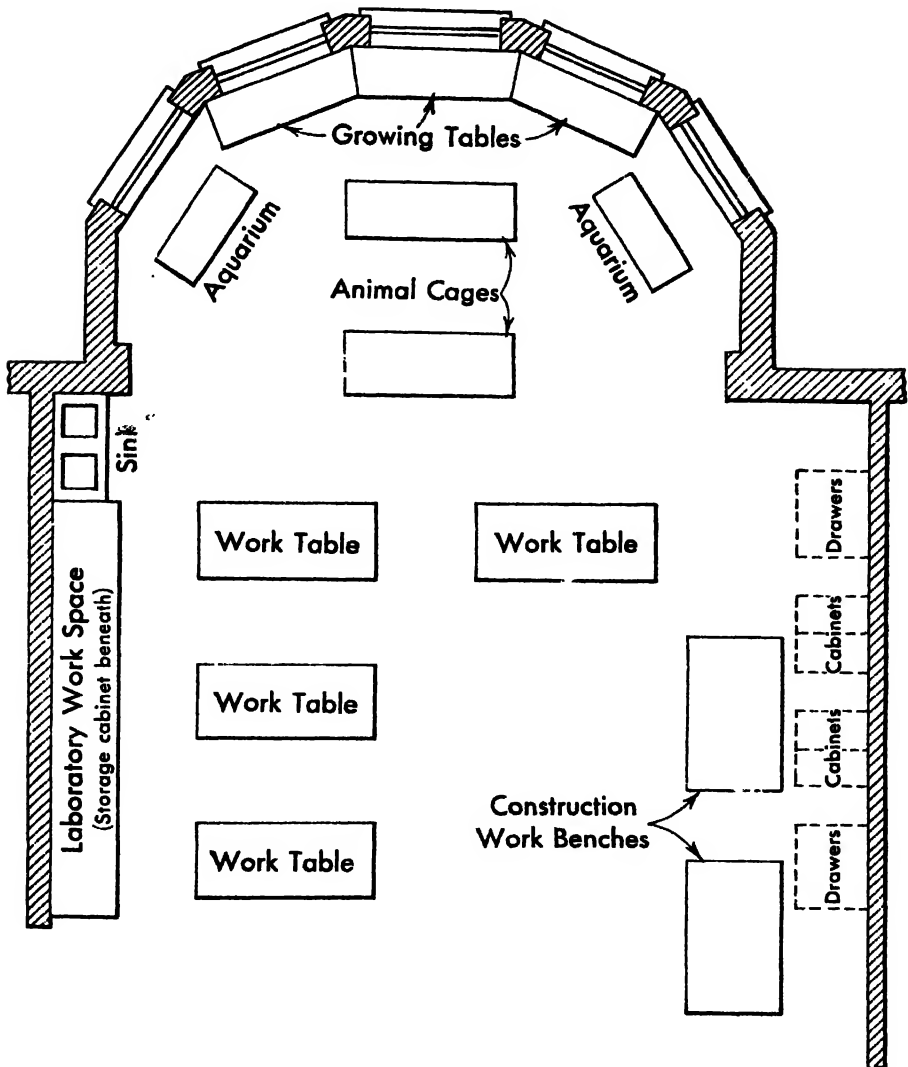 Growing Tables
Aquarium
Aquarium
Animal Cages
Sink
Work Table
Work Table
Drawers
Laboratory Work Space
(Storage cabinet beneath)
Cabinets
Work Table
Cabinets
Construction
Work Benches
Work Table
Drawers